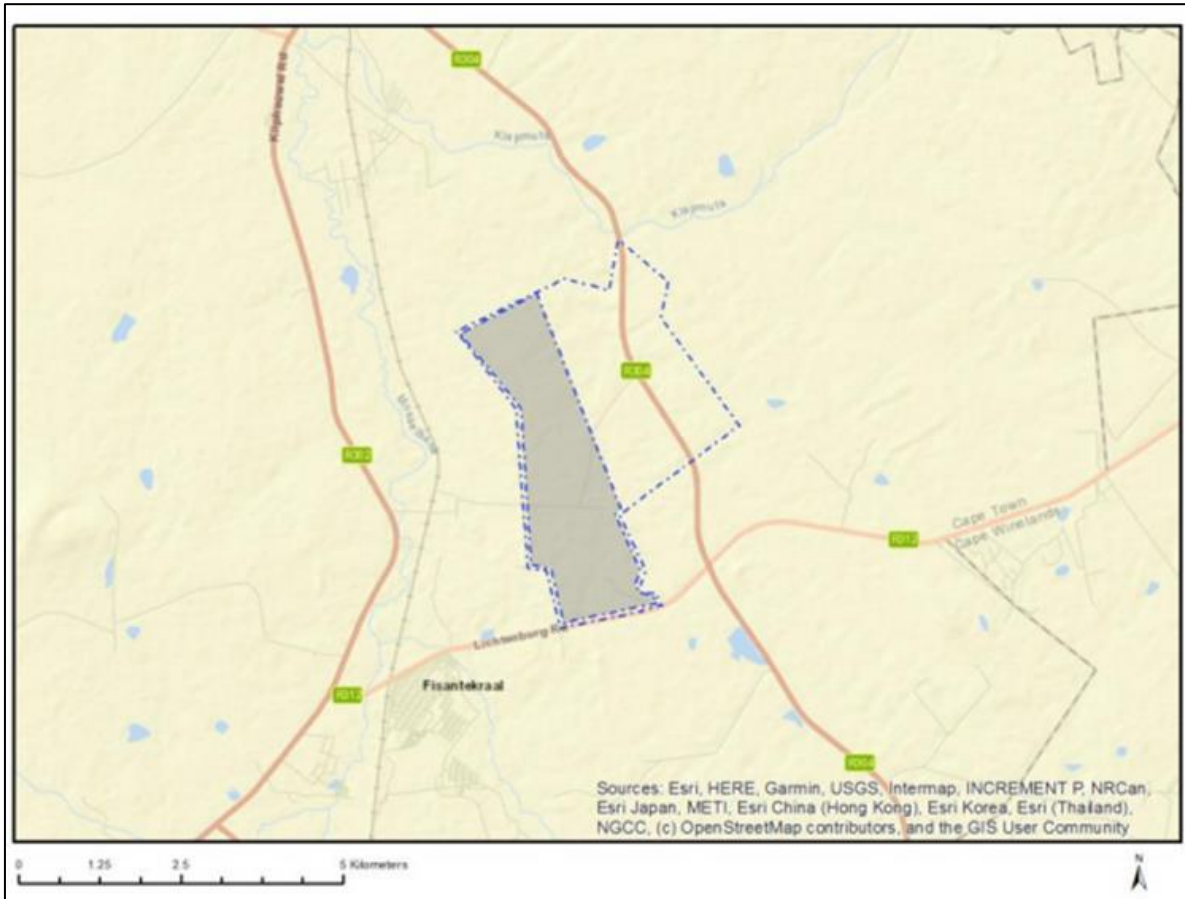 R304
Klipheuwel Rd
Klapmuts
Klapmuts
R304
R302
Cape Town
Cape Winelands
R312
Lichtenburg Rd
Fisantekraal
R312
R304
Sources: Esri, HERE, Garmin, USGS, Intermap, INCREMENT P, NRCan,
Esri Japan, METI, Esri China (Hong Kong), Esri Korea, Esri (Thailand),
NGCC, (c) OpenStreetMap contributors, and the GIS User Community
0 1.25 2.5 5 Kilometers
N